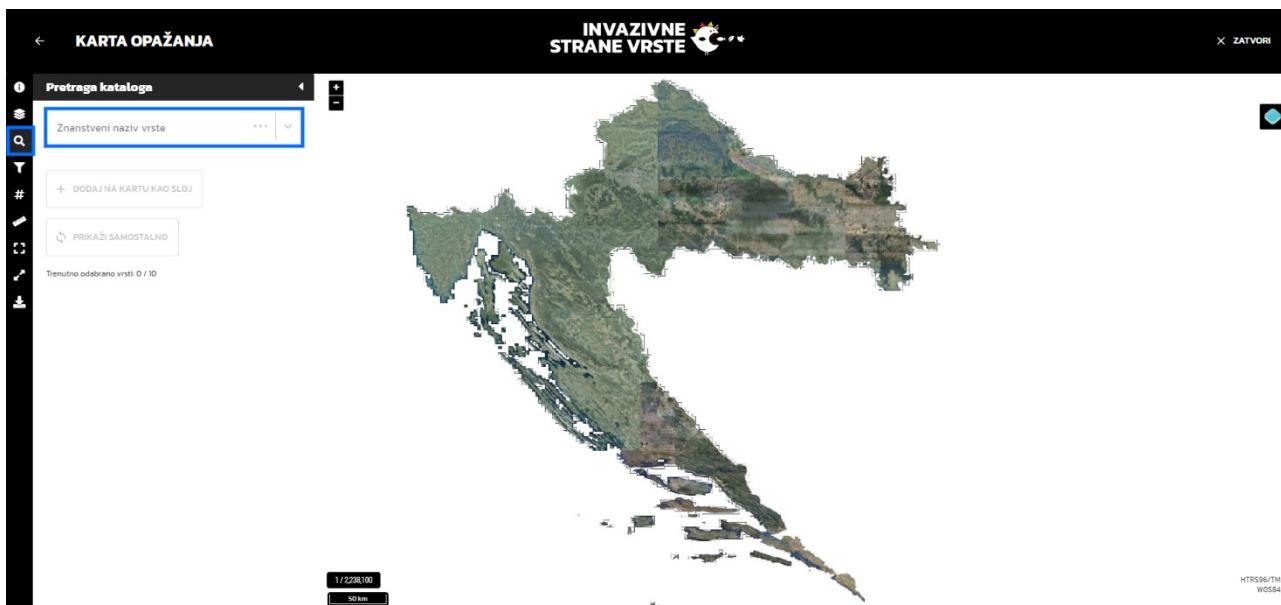 ← KARTA OPAŽANJA
INVAZIVNE
STRANE VRSTE
× ZATVORI
Pretraga kataloga
Znanstveni naziv vrste
+ DODAJ NA KARTU KAO SLOJ
PRIKAŽI SAMOSTALNO
Trenutno odabrano vrsti: 0 / 10
+
-
#
1 / 2,238,100
50 km
HTRS96/TM
WGS84